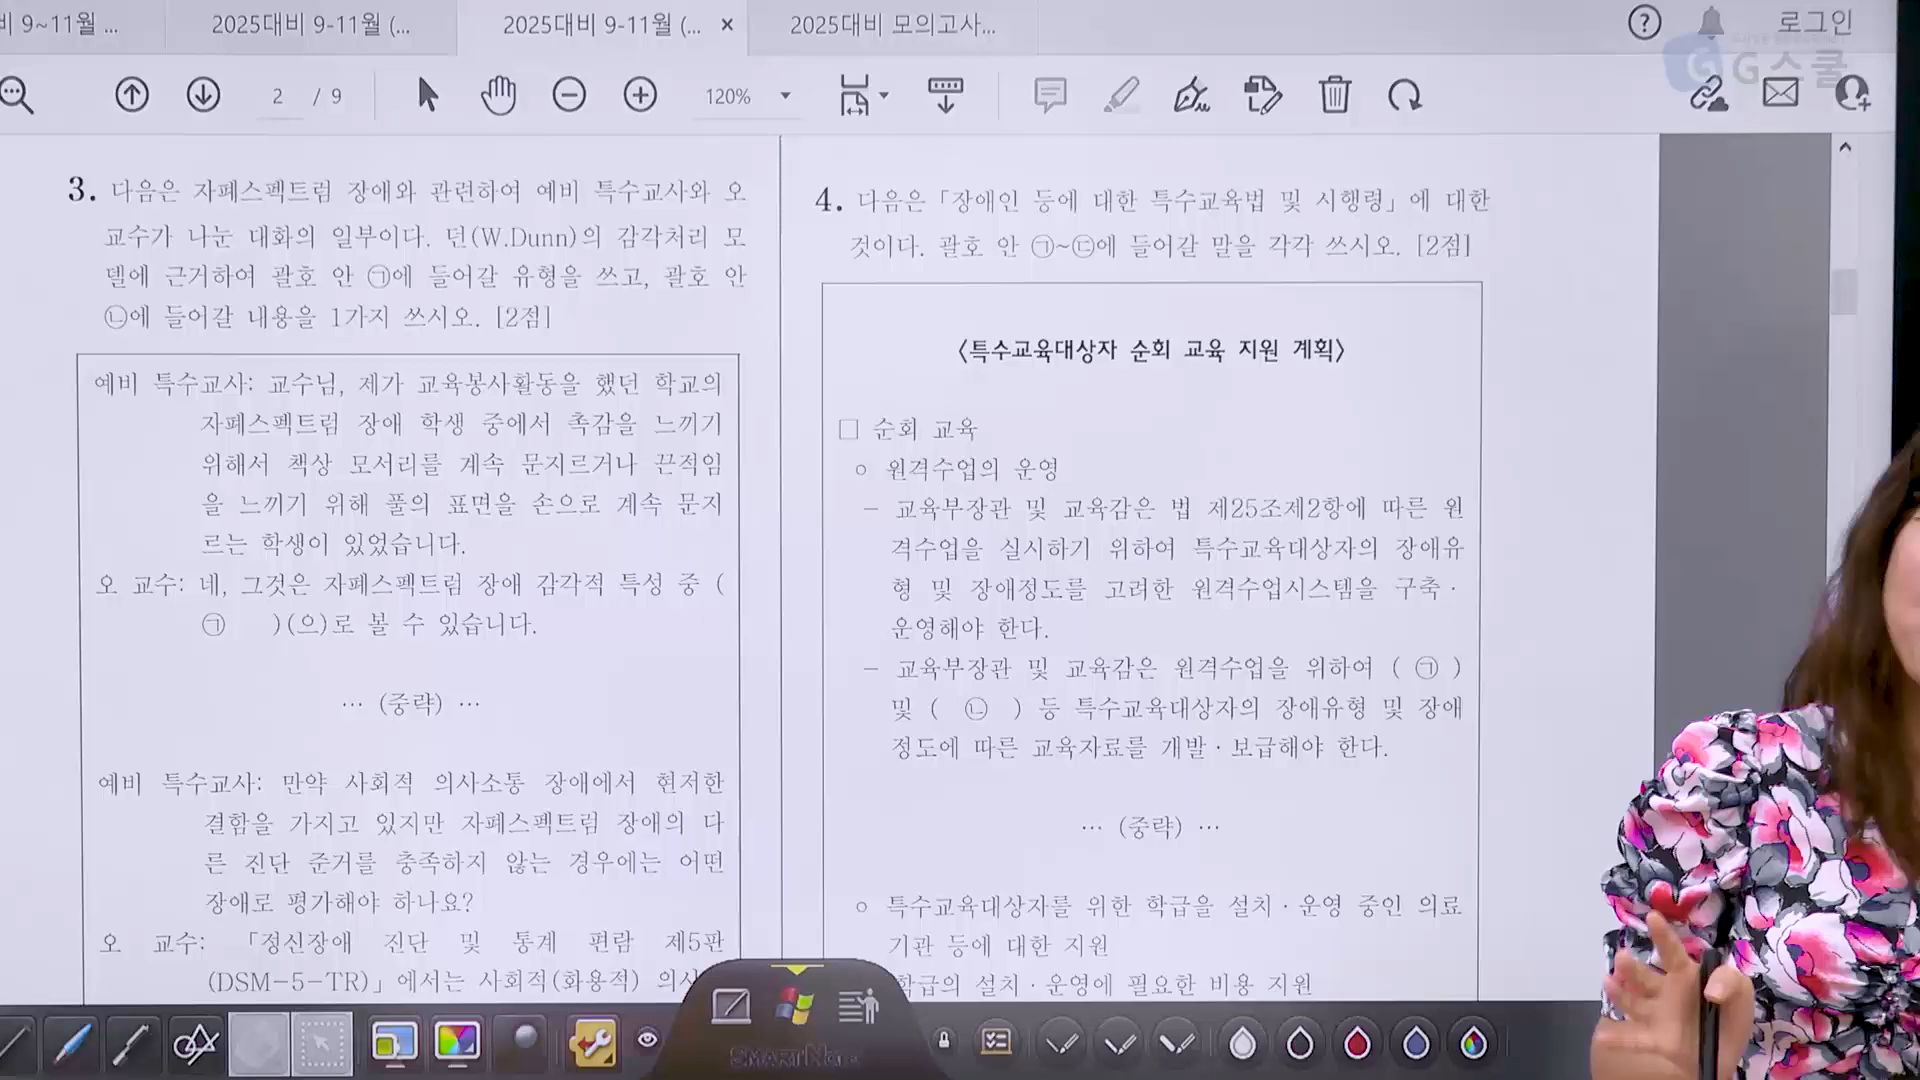 비 9~11월 ...
2025대비 9-11월 (...
2025대비 9-11월 (... ×
2025대비 모의고사,...
로그인
G스쿨
2 / 9
120%
3. 다음은 자폐스펙트럼 장애와 관련하여 예비 특수교사와 오
교수가 나눈 대화의 일부이다. 던(W.Dunn)의 감각처리 모
델에 근거하여 괄호 안 ㉠에 들어갈 유형을 쓰고, 괄호 안
㉡에 들어갈 내용을 1가지 쓰시오. [2점]
예비 특수교사: 교수님, 제가 교육봉사활동을 했던 학교의
자폐스펙트럼 장애 학생 중에서 촉감을 느끼기
위해서 책상 모서리를 계속 문지르거나 끈적임
을 느끼기 위해 풀의 표면을 손으로 계속 문지
르는 학생이 있었습니다.
오 교수: 네, 그것은 자폐스펙트럼 장애 감각적 특성 중 (
㉠ )(으)로 볼 수 있습니다.
… (중략) …
예비 특수교사: 만약 사회적 의사소통 장애에서 현저한
결함을 가지고 있지만 자폐스펙트럼 장애의 다
른 진단 준거를 충족하지 않는 경우에는 어떤
장애로 평가해야 하나요?
오 교수: 「정신장애 진단 및 통계 편람 제5판
(DSM-5-TR)」에서는 사회적(화용적) 의사
4. 다음은 「장애인 등에 대한 특수교육법 및 시행령」에 대한
것이다. 괄호 안 ㉠~㉢에 들어갈 말을 각각 쓰시오. [2점]
〈특수교육대상자 순회 교육 지원 계획〉
□ 순회 교육
○ 원격수업의 운영
- 교육부장관 및 교육감은 법 제25조제2항에 따른 원
격수업을 실시하기 위하여 특수교육대상자의 장애유
형 및 장애정도를 고려한 원격수업시스템을 구축·
운영해야 한다.
- 교육부장관 및 교육감은 원격수업을 위하여 ( ㉠ )
및 ( ㉡ ) 등 특수교육대상자의 장애유형 및 장애
정도에 따른 교육자료를 개발·보급해야 한다.
… (중략) …
○ 특수교육대상자를 위한 학급을 설치·운영 중인 의료
기관 등에 대한 지원
학급의 설치·운영에 필요한 비용 지원